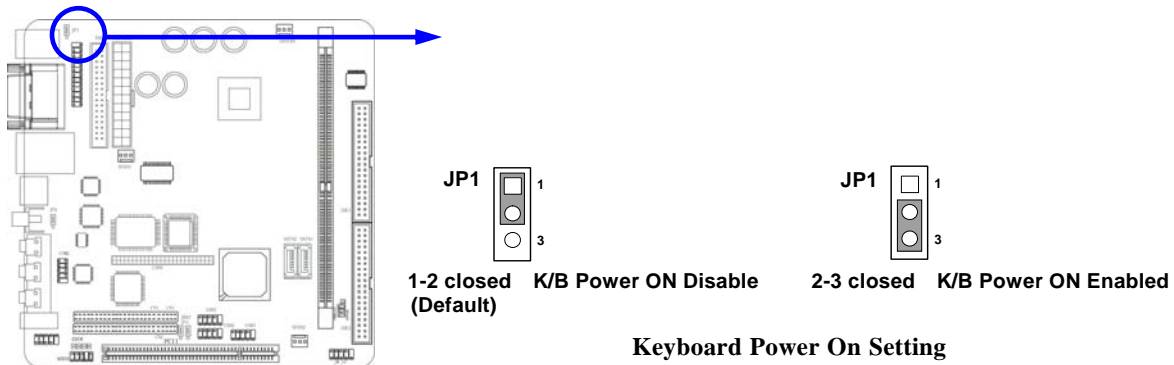 JP1
JP1 1
3
1-2 closed K/B Power ON Disable
(Default)
JP1 1
3
2-3 closed K/B Power ON Enabled
Keyboard Power On Setting